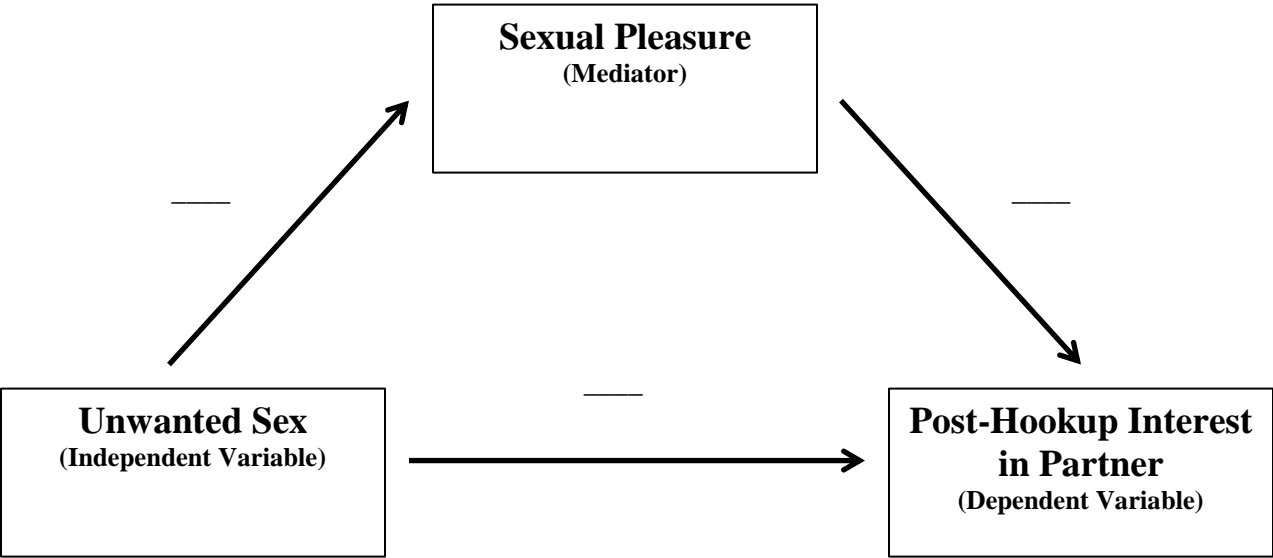 Sexual Pleasure
(Mediator)
____
____
____
Unwanted Sex
(Independent Variable)
Post-Hookup Interest
in Partner
(Dependent Variable)